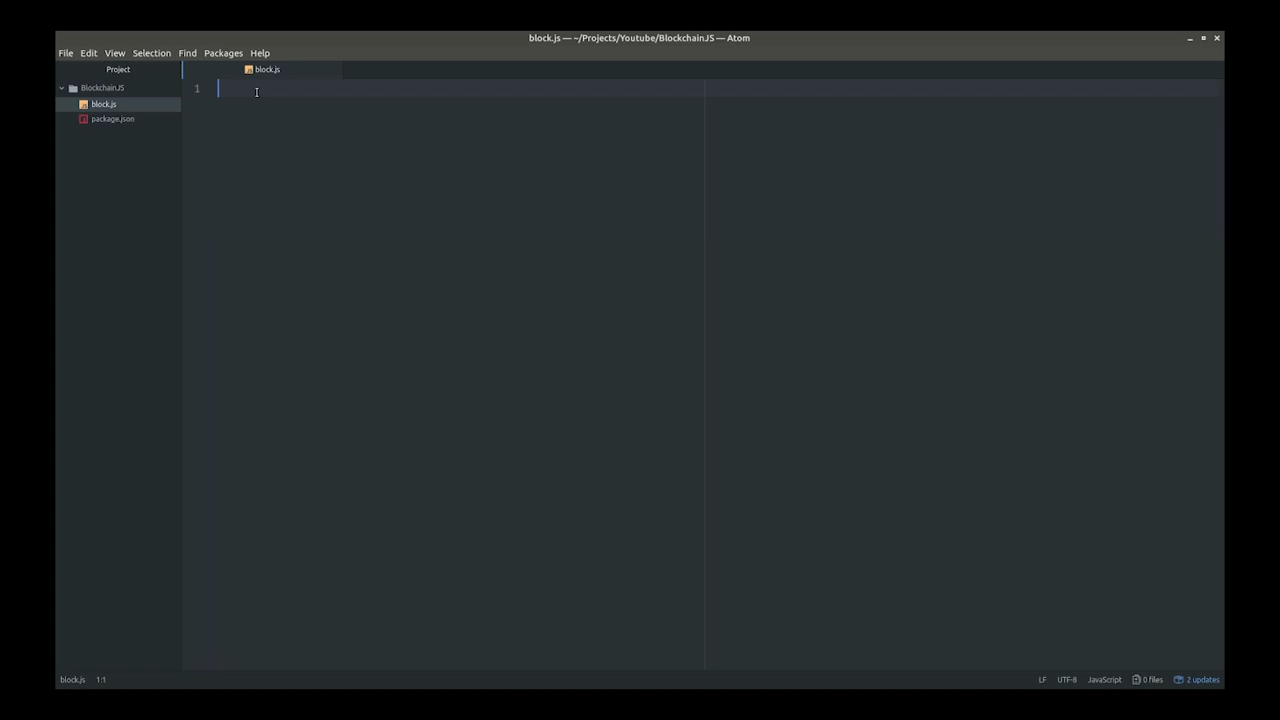 block.js — ~/Projects/Youtube/BlockchainJS — Atom
File Edit View Selection Find Packages Help
Project
block.js
BlockchainJS
block.js
package.json
1
block.js 1:1
LF UTF-8 JavaScript 0 files 2 updates